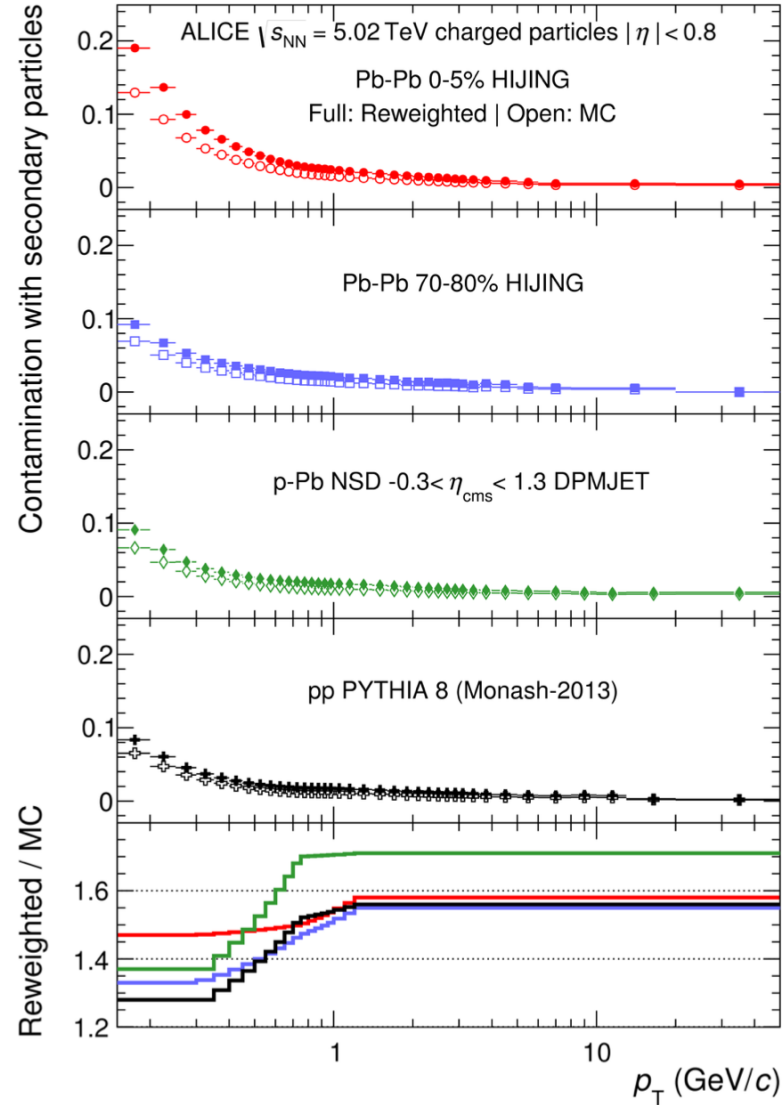 Contamination with secondary particles
ALICE √sNN = 5.02 TeV charged particles | η | < 0.8
Pb-Pb 0-5% HIJING
Full: Reweighted | Open: MC
0.2
0.1
0
Pb-Pb 70-80% HIJING
0.2
0.1
0
p-Pb NSD -0.3< ηcms< 1.3 DPMJET
0.2
0.1
0
pp PYTHIA 8 (Monash-2013)
0.2
0.1
0
Reweighted / MC
1.6
1.4
1.2
1
10
pT (GeV/c)